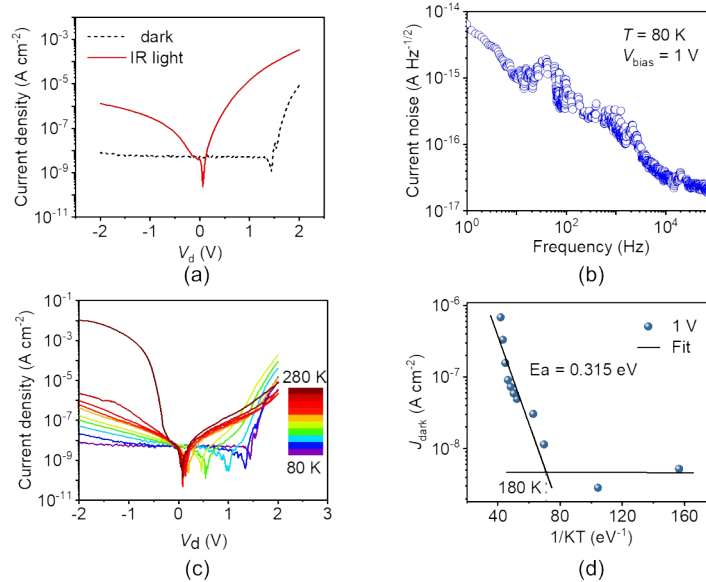 10⁻¹
10⁻³
10⁻⁵
10⁻⁷
10⁻⁹
10⁻¹¹
Current density (A cm⁻²)
dark
IR light
-2
-1
0
1
2
V_d (V)
(a)
10⁻¹⁴
10⁻¹⁵
10⁻¹⁶
10⁻¹⁷
Current noise (A Hz⁻¹/²)
T = 80 K
V_bias = 1 V
10⁰
10²
10⁴
Frequency (Hz)
(b)
10⁻¹
10⁻³
10⁻⁵
10⁻⁷
10⁻⁹
10⁻¹¹
Current density (A cm⁻²)
280 K
80 K
-2
-1
0
1
2
3
V_d (V)
(c)
10⁻⁶
10⁻⁷
10⁻⁸
J_dark (A cm⁻²)
1 V
Fit
Ea = 0.315 eV
180 K
40
80
120
160
1/KT (eV⁻¹)
(d)